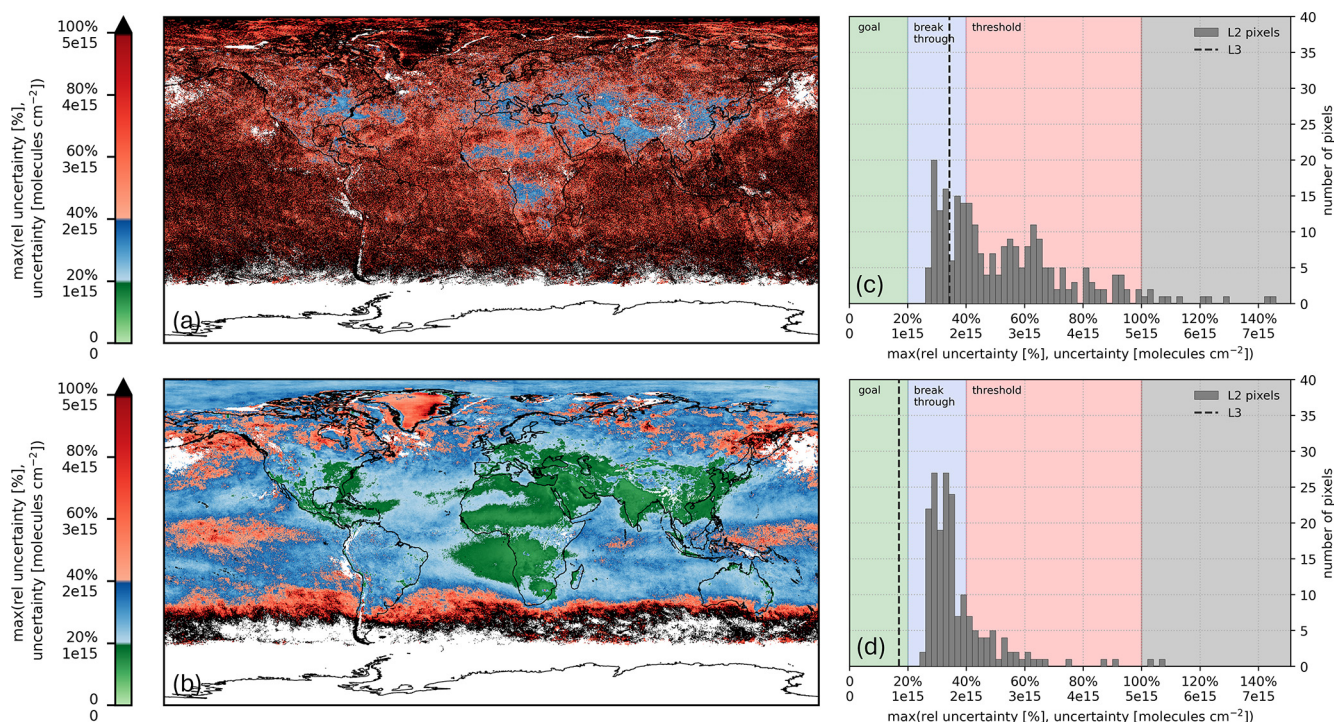 100%
5e15
80%
4e15
60%
3e15
40%
2e15
20%
1e15
0
0
max(rel uncertainty [%],
uncertainty [molecules cm⁻²]
(a)
goal
break
through
threshold
L2 pixels
L3
(c)
40
35
30
25
20
15
10
5
0
number of pixels
0 20% 40% 60% 80% 100% 120% 140%
0 1e15 2e15 3e15 4e15 5e15 6e15 7e15
max(rel uncertainty [%], uncertainty [molecules cm⁻²])
100%
5e15
80%
4e15
60%
3e15
40%
2e15
20%
1e15
0
0
max(rel uncertainty [%],
uncertainty [molecules cm⁻²]
(b)
goal
break
through
threshold
L2 pixels
L3
(d)
40
35
30
25
20
15
10
5
0
number of pixels
0 20% 40% 60% 80% 100% 120% 140%
0 1e15 2e15 3e15 4e15 5e15 6e15 7e15
max(rel uncertainty [%], uncertainty [molecules cm⁻²])